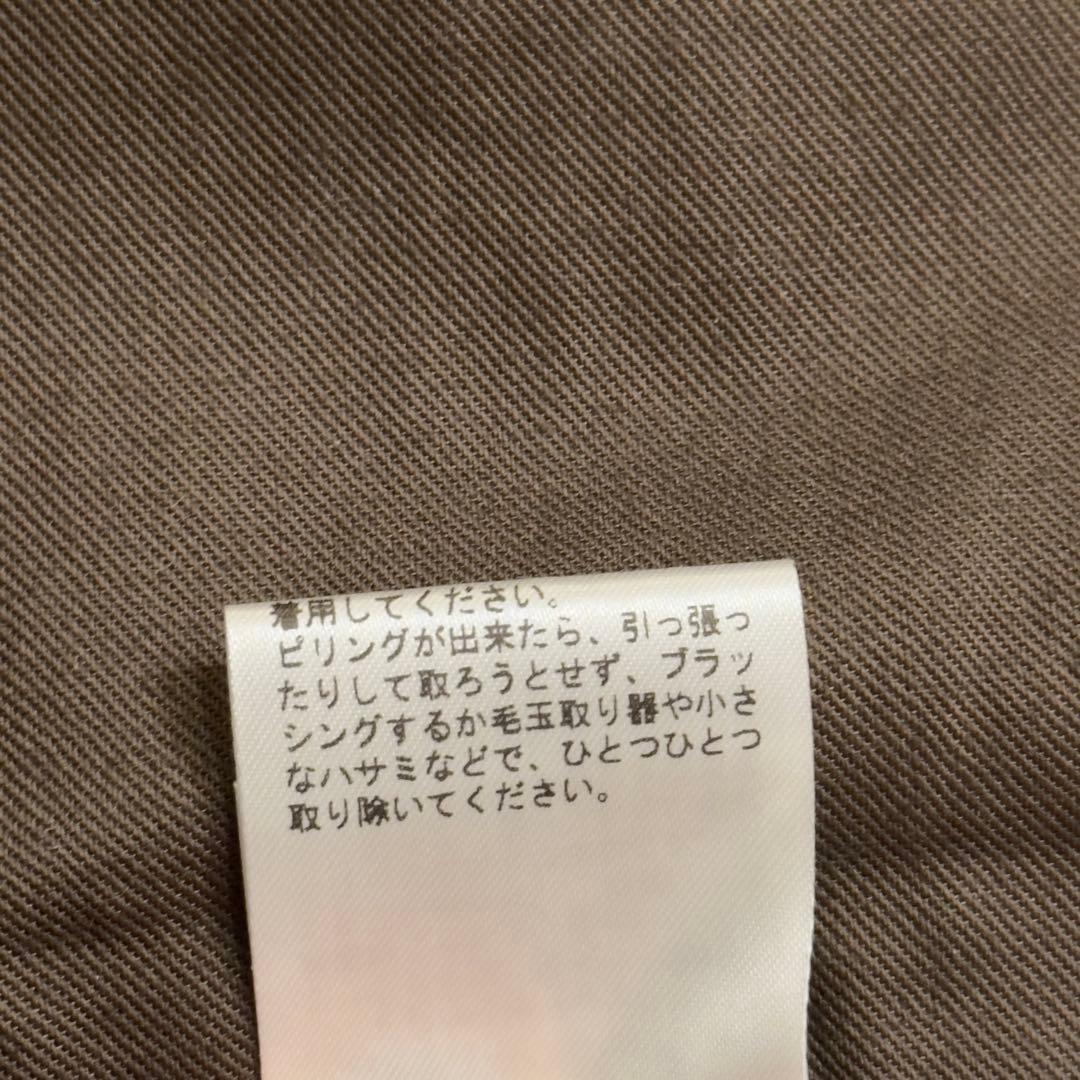 着用してください。
ピリングが出来たら、引っ張っ
たりして取ろうとせず、ブラッ
シングするか毛玉取り器や小さ
なハサミなどで、ひとつひとつ
取り除いてください。